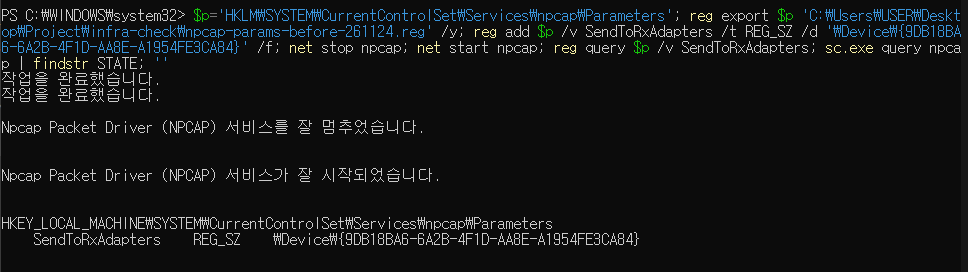 PS C:₩WINDOWS₩system32> $p='HKLM₩SYSTEM₩CurrentControlSet₩Services₩npcap₩Parameters'; reg export $p 'C:₩Users₩USER₩Deskt
op₩Project₩infra-check₩npcap-params-before-261124.reg' /y; reg add $p /v SendToRxAdapters /t REG_SZ /d '₩Device₩{9DB18BA
6-6A2B-4F1D-AA8E-A1954FE3CA84}' /f; net stop npcap; net start npcap; reg query $p /v SendToRxAdapters; sc.exe query npca
p | findstr STATE; ''
작업을 완료했습니다.
작업을 완료했습니다.
Npcap Packet Driver (NPCAP) 서비스를 잘 멈추었습니다.
Npcap Packet Driver (NPCAP) 서비스가 잘 시작되었습니다.
HKEY_LOCAL_MACHINE₩SYSTEM₩CurrentControlSet₩Services₩npcap₩Parameters
    SendToRxAdapters    REG_SZ    ₩Device₩{9DB18BA6-6A2B-4F1D-AA8E-A1954FE3CA84}